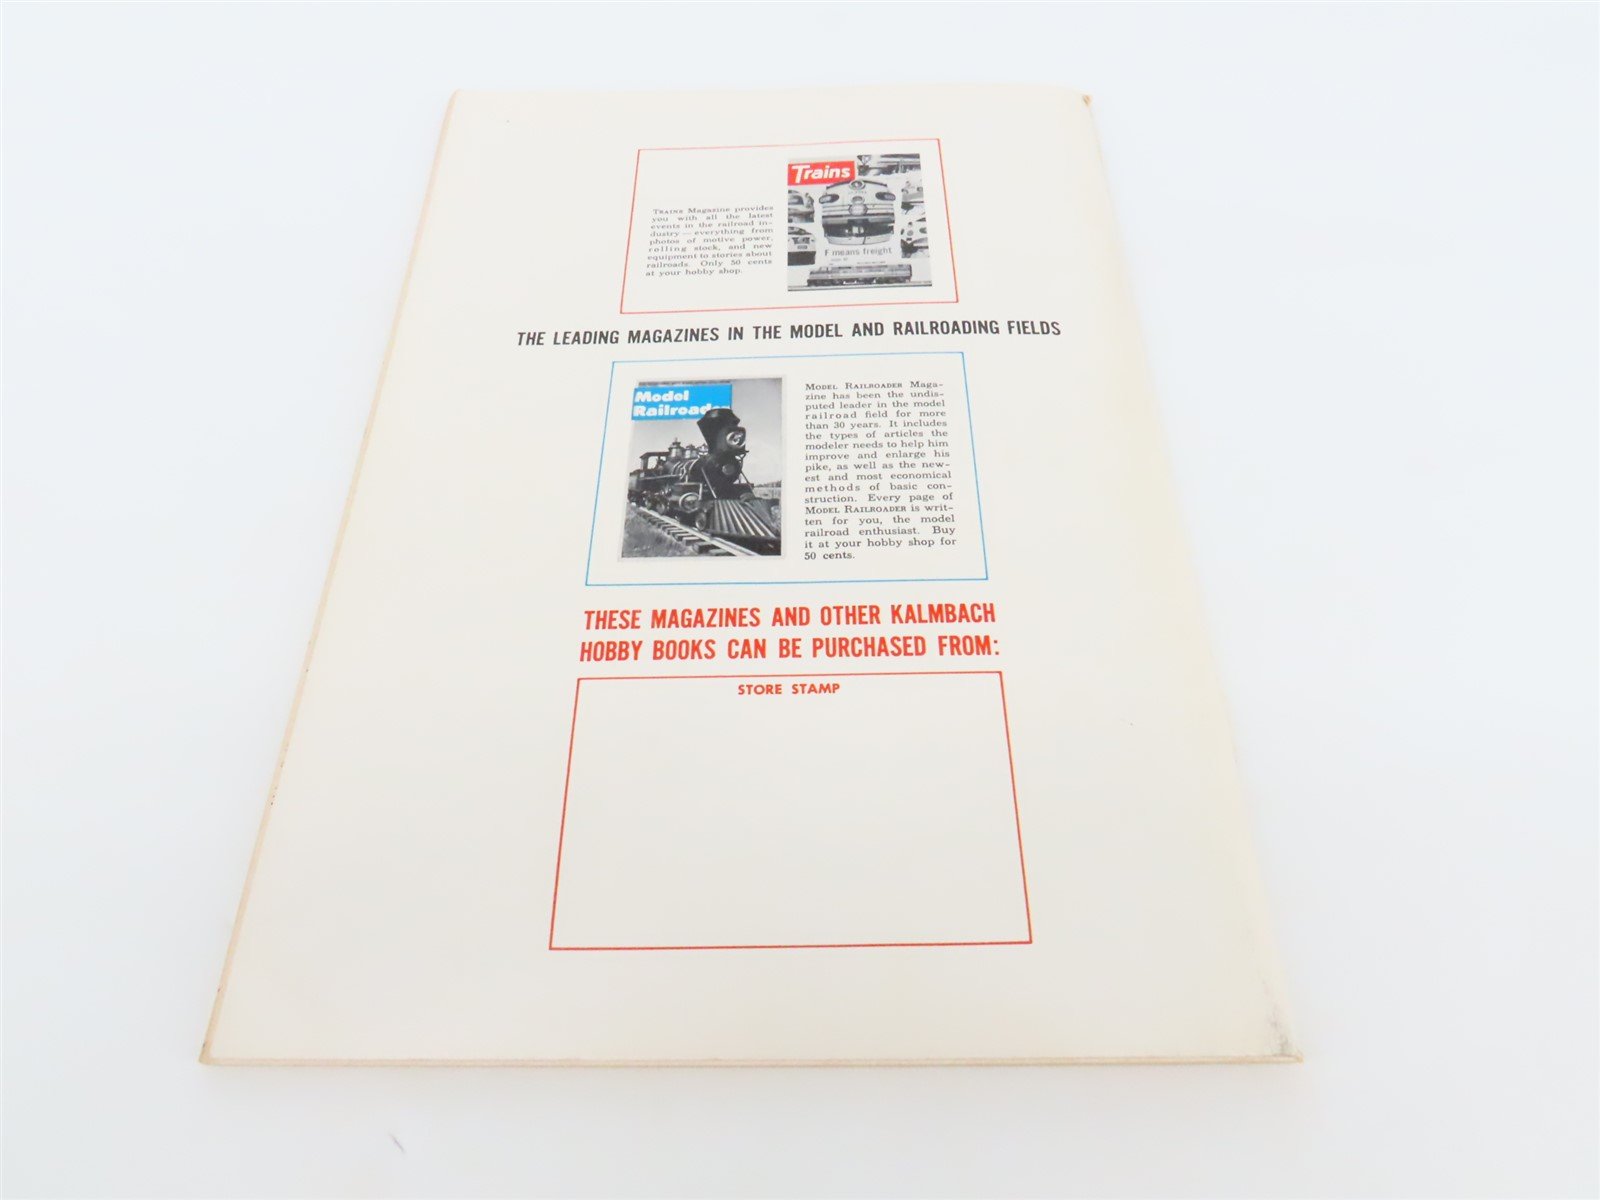 Trains
F means freight
TRAINS Magazine provides
you with all the latest
events in the railroad in-
dustry — everything from
photos of motive power,
rolling stock, and new
equipment to stories about
railroads. Only 50 cents
at your hobby shop.
THE LEADING MAGAZINES IN THE MODEL AND RAILROADING FIELDS
Model
Railroader
MODEL RAILROADER Maga-
zine has been the undis-
puted leader in the model
railroad field for more
than 30 years. It includes
the types of articles the
modeler needs to help him
improve and enlarge his
pike, as well as the new-
est and most economical
methods of basic con-
struction. Every page of
MODEL RAILROADER is writ-
ten for you, the model
railroad enthusiast. Buy
it at your hobby shop for
50 cents.
THESE MAGAZINES AND OTHER KALMBACH
HOBBY BOOKS CAN BE PURCHASED FROM:
STORE STAMP